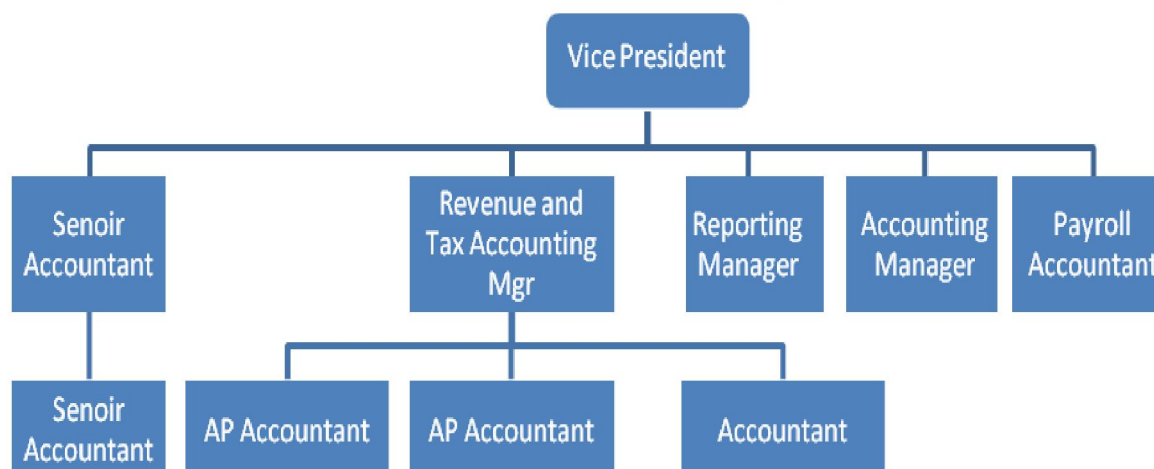 Vice President
Senoir
Accountant
Revenue and
Tax Accounting
Mgr
Reporting
Manager
Accounting
Manager
Payroll
Accountant
Senoir
Accountant
AP Accountant
AP Accountant
Accountant